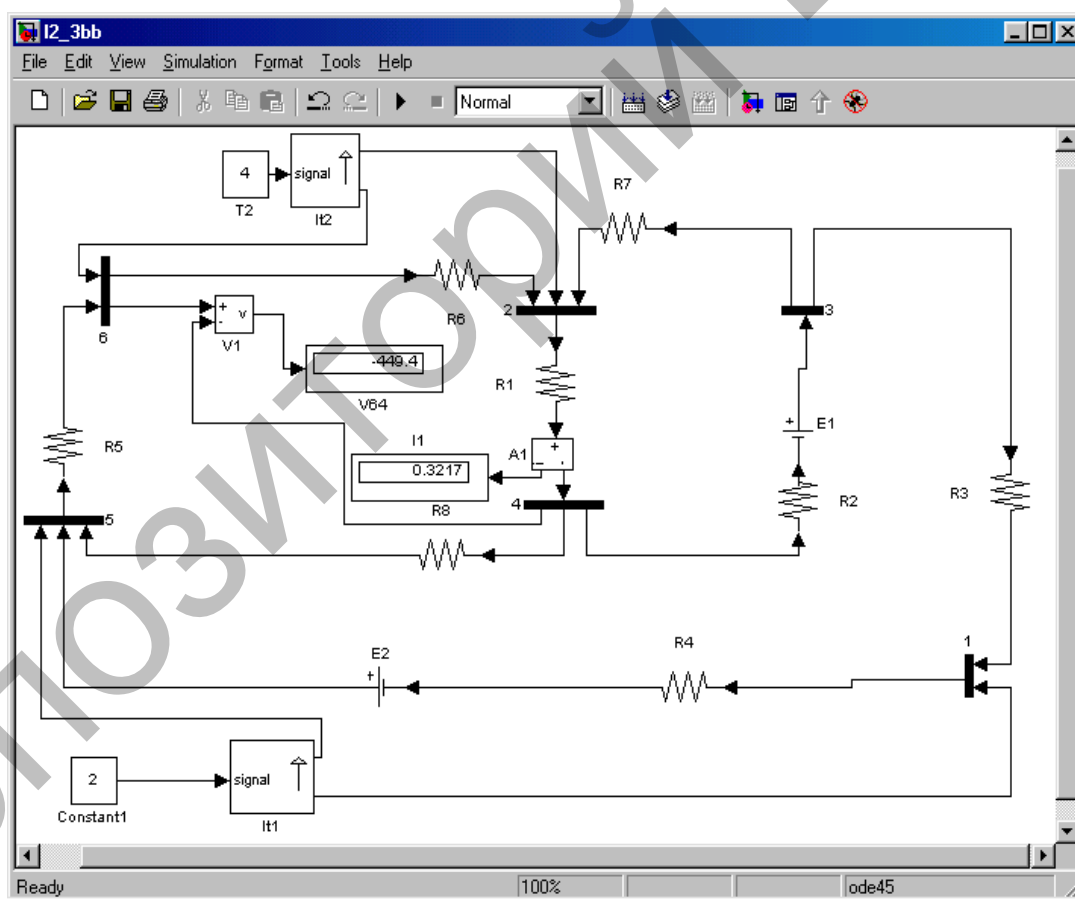 l2_3bb
File Edit View Simulation Format Tools Help
Normal
4
T2
signal
It2
R7
6
+
-
v
V1
R6
2
3
-449.4
V64
R1
+
E1
R5
I1
0.3217
A1
+
-
R8
4
R2
R3
5
E2
+
R4
1
2
Constant1
signal
It1
Ready 100% ode45
ПОЗИТОРИЙ